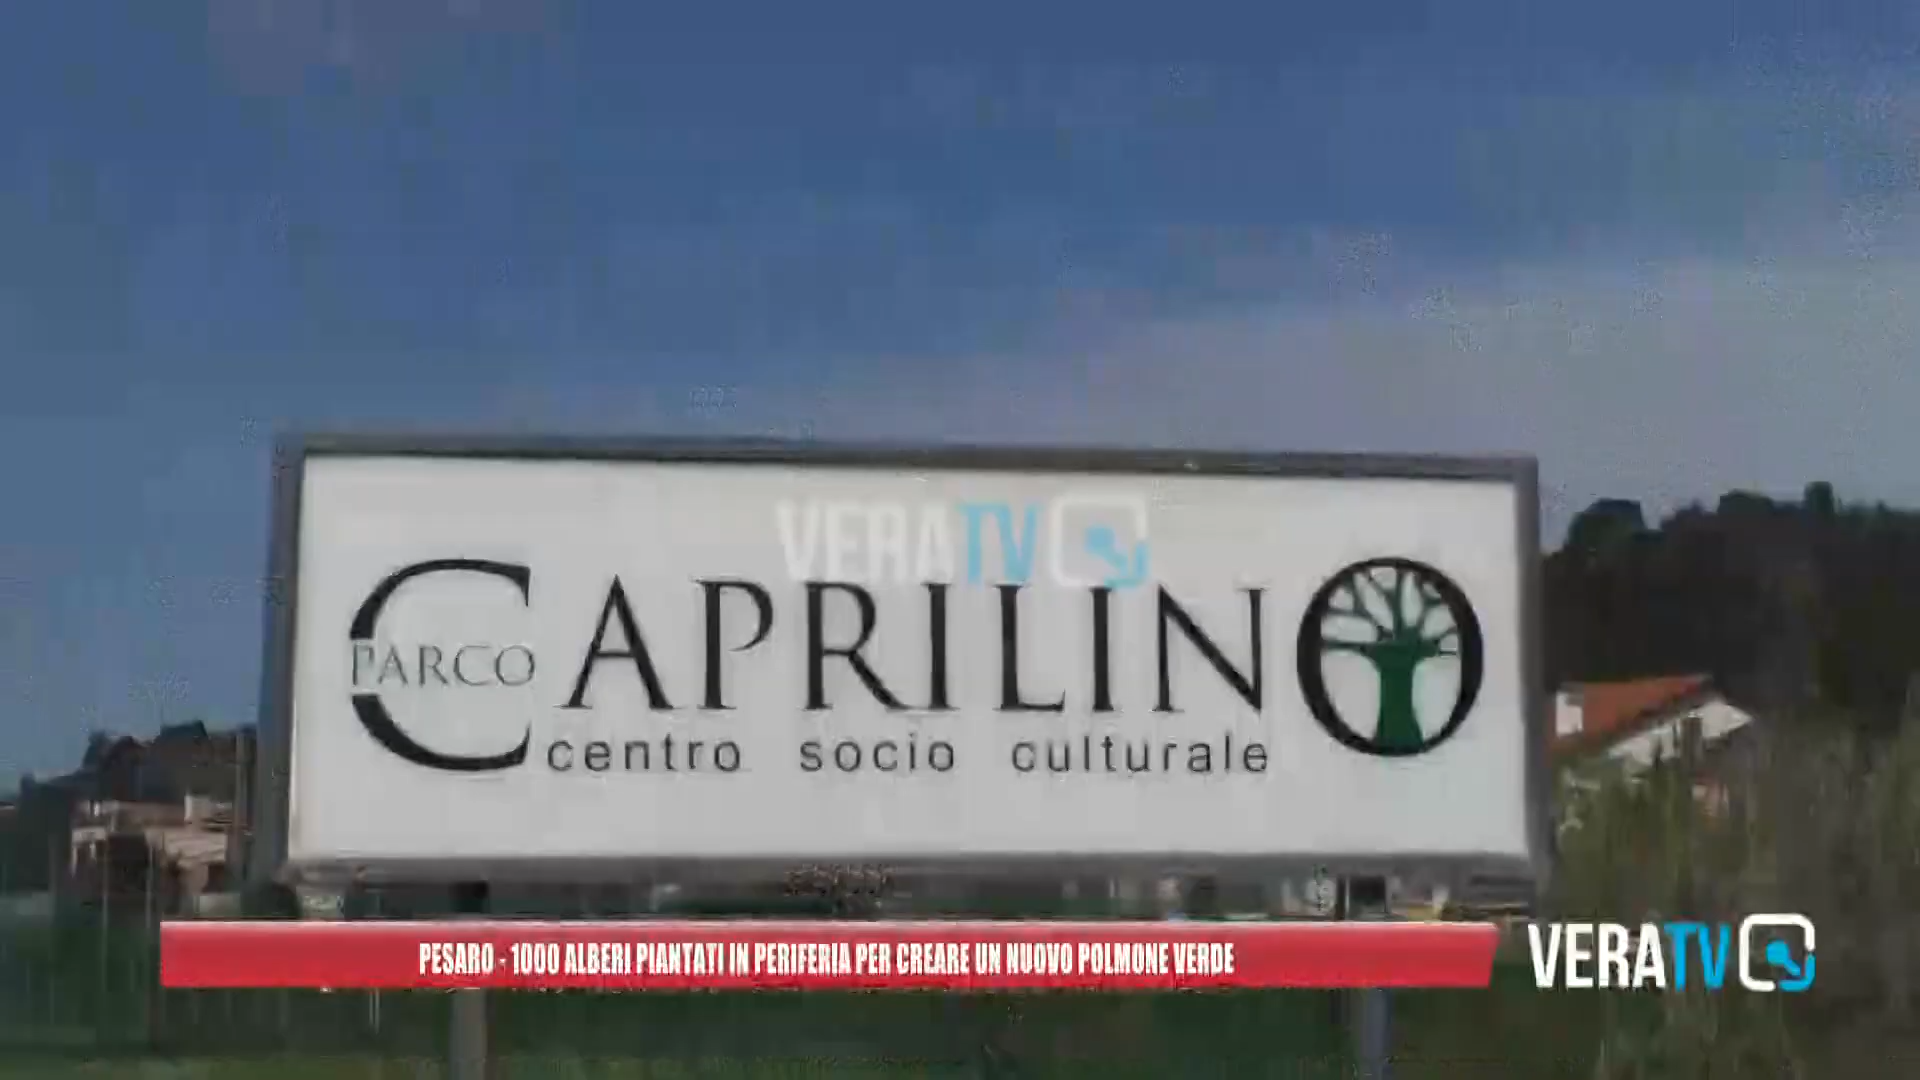 VERATV
CAPRILINO
PARCO
centro socio culturale
PESARO - 1000 ALBERI PIANTATI IN PERIFERIA PER CREARE UN NUOVO POLMONE VERDE
VERATV